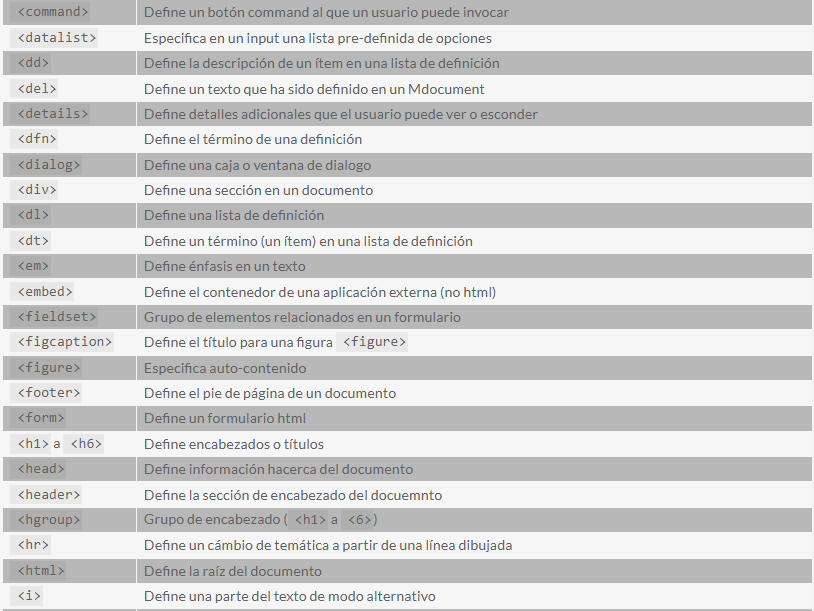 <command> Define un botón command al que un usuario puede invocar
<datalist> Especifica en un input una lista pre-definida de opciones
<dd> Define la descripción de un ítem en una lista de definición
<del> Define un texto que ha sido definido en un Mdocument
<details> Define detalles adicionales que el usuario puede ver o esconder
<dfn> Define el término de una definición
<dialog> Define una caja o ventana de dialogo
<div> Define una sección en un documento
<dl> Define una lista de definición
<dt> Define un término (un ítem) en una lista de definición
<em> Define énfasis en un texto
<embed> Define el contenedor de una aplicación externa (no html)
<fieldset> Grupo de elementos relacionados en un formulario
<figcaption> Define el título para una figura <figure>
<figure> Especifica auto-contenido
<footer> Define el pie de página de un documento
<form> Define un formulario html
<h1> a <h6> Define encabezados o títulos
<head> Define información hacerca del documento
<header> Define la sección de encabezado del docuemnto
<hgroup> Grupo de encabezado ( <h1> a <6>)
<hr> Define un cámbio de temática a partir de una línea dibujada
<html> Define la raíz del documento
<i> Define una parte del texto de modo alternativo